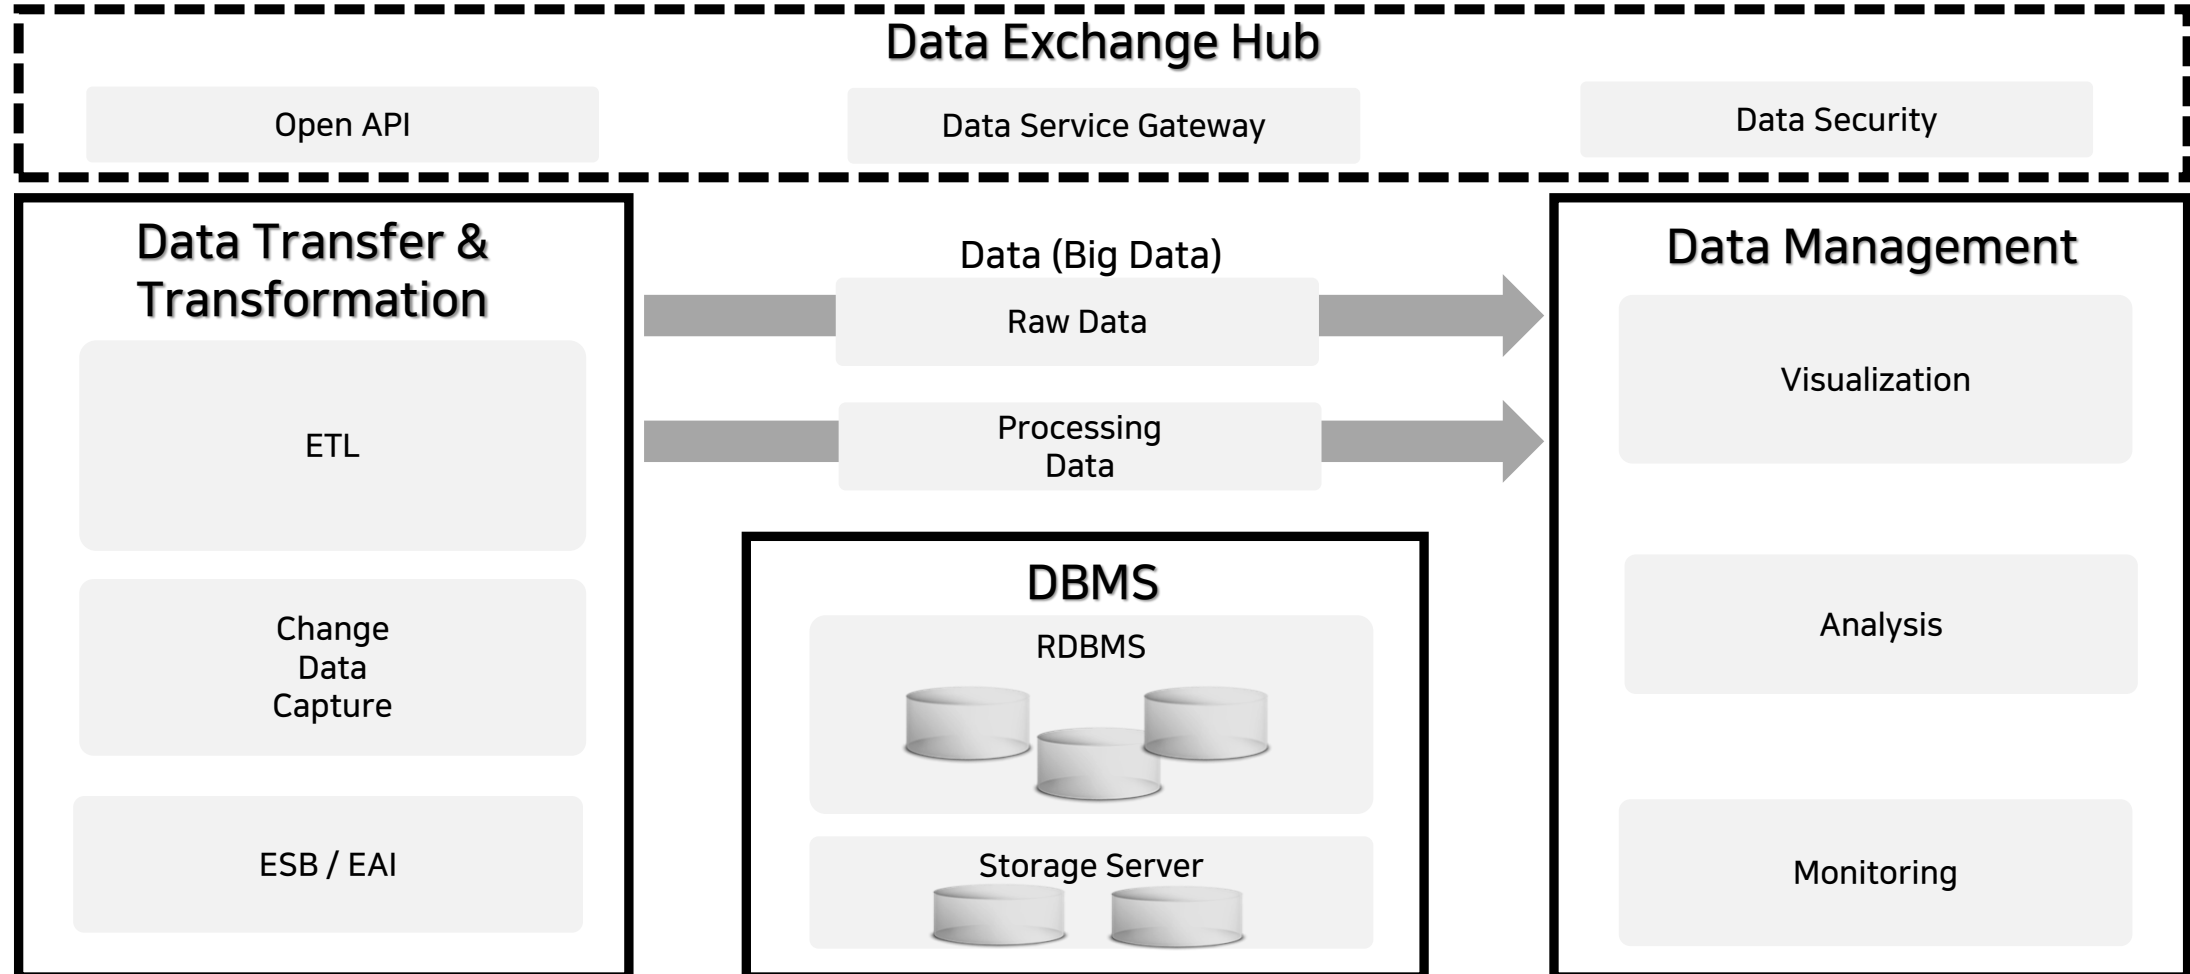 Data Exchange Hub
Open API
Data Service Gateway
Data Security
Data Transfer &
Transformation
ETL
Change
Data
Capture
ESB / EAI
Data (Big Data)
Raw Data
Processing
Data
DBMS
RDBMS
Storage Server
Data Management
Visualization
Analysis
Monitoring